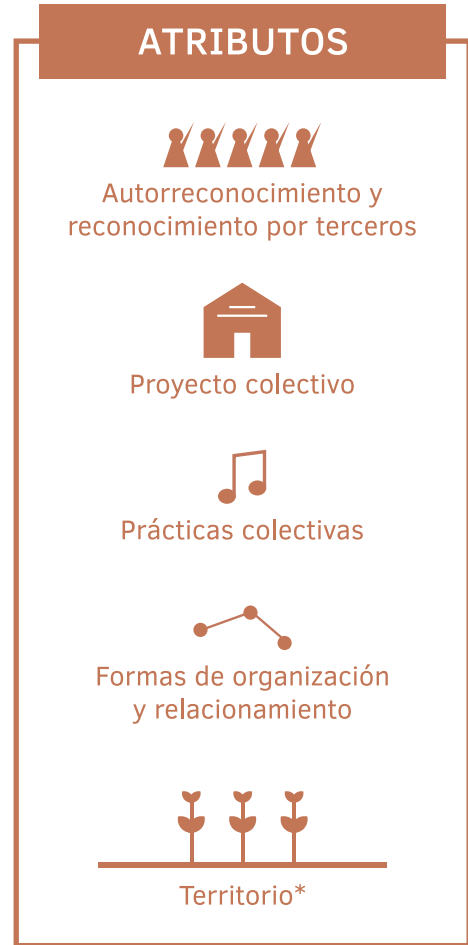 ATRIBUTOS
Autorreconocimiento y
reconocimiento por terceros
Proyecto colectivo
Prácticas colectivas
Formas de organización
y relacionamiento
Territorio*